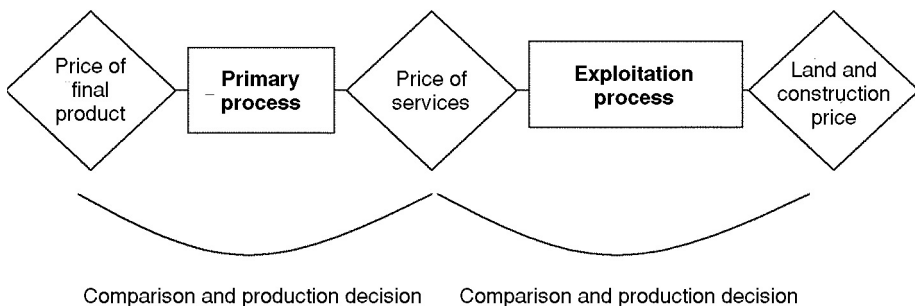 Price of
final
product
Primary
process
Price of
services
Exploitation
process
Land and
construction
price
Comparison and production decision
Comparison and production decision